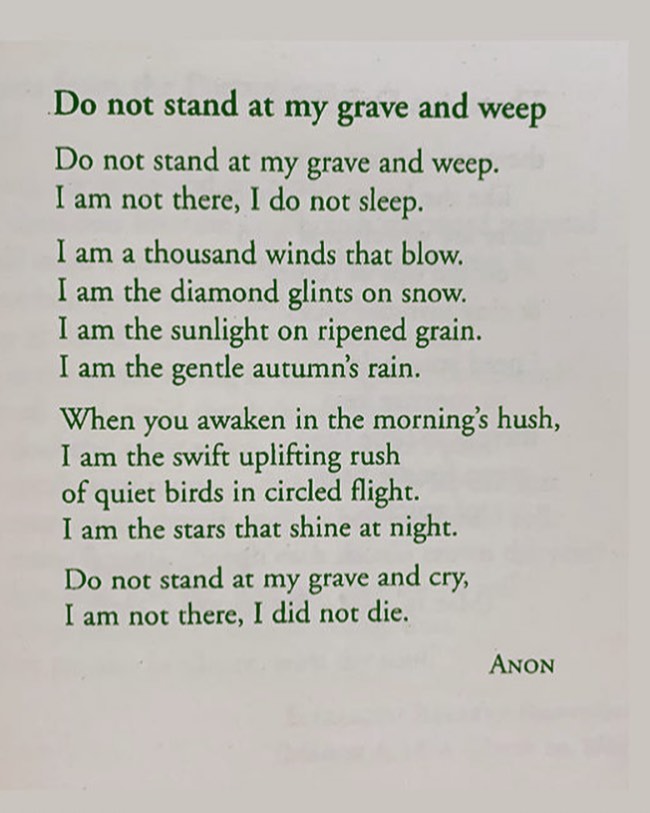 Do not stand at my grave and weep
Do not stand at my grave and weep.
I am not there, I do not sleep.
I am a thousand winds that blow.
I am the diamond glints on snow.
I am the sunlight on ripened grain.
I am the gentle autumn's rain.
When you awaken in the morning's hush,
I am the swift uplifting rush
of quiet birds in circled flight.
I am the stars that shine at night.
Do not stand at my grave and cry,
I am not there, I did not die.
ANON